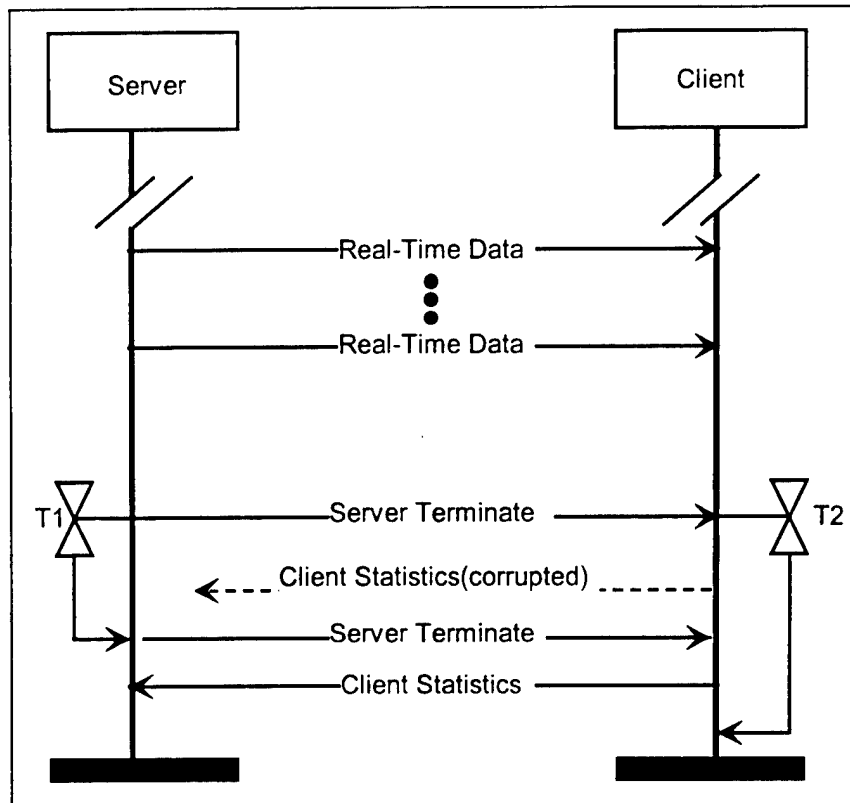 Server
Client
Real-Time Data
Real-Time Data
T1
Server Terminate
T2
Client Statistics(corrupted)
Server Terminate
Client Statistics